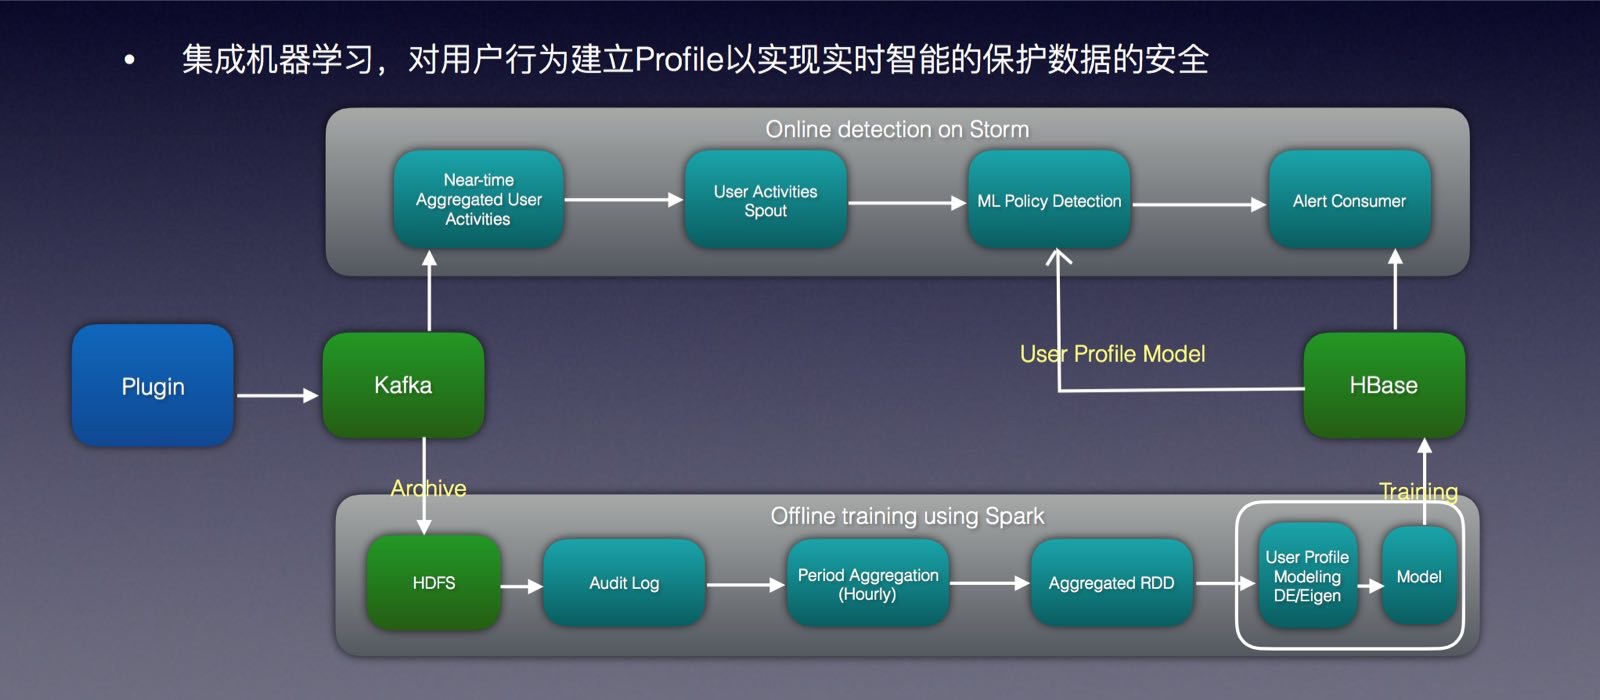 • 集成机器学习，对用户行为建立Profile以实现实时智能的保护数据的安全
Online detection on Storm
Near-time
Aggregated User
Activities
User Activities
Spout
ML Policy Detection
Alert Consumer
Plugin
Kafka
User Profile Model
HBase
Archive
Training
Offline training using Spark
HDFS
Audit Log
Period Aggregation
(Hourly)
Aggregated RDD
User Profile
Modeling
DE/Eigen
Model